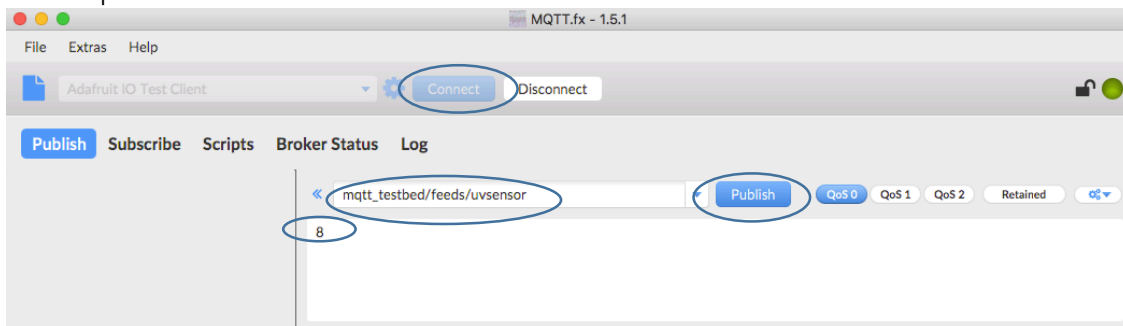 MQTT.fx - 1.5.1
File Extras Help
Adafruit IO Test Client Connect Disconnect
Publish Subscribe Scripts Broker Status Log
mqtt_testbed/feeds/uvsensor Publish QoS 0 QoS 1 QoS 2 Retained
8